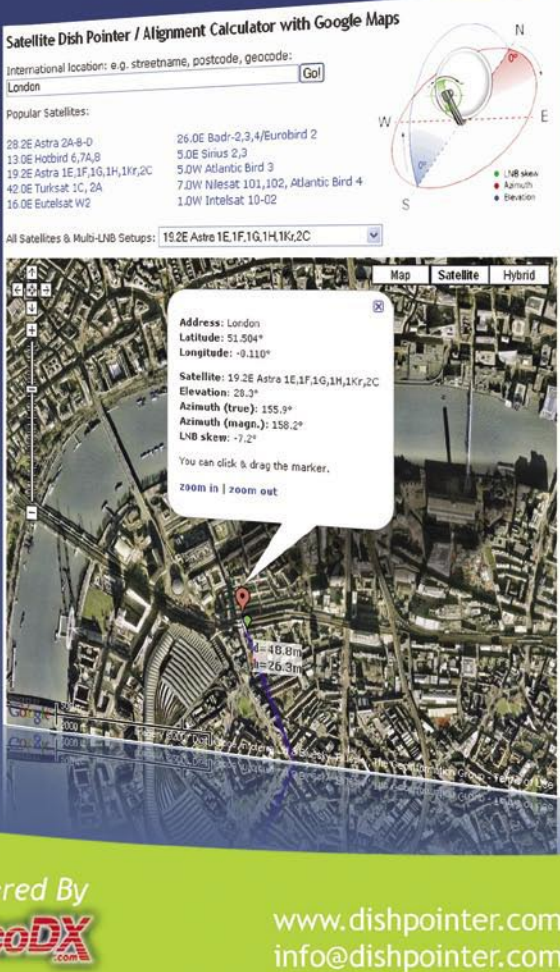 Satellite Dish Pointer / Alignment Calculator with Google Maps
International location: e.g. streetname, postcode, geocode:
London
Go!
Popular Satellites:
28.2E Astra 2A-B-D
13.0E Hotbird 6,7A,8
19.2E Astra 1E,1F,1G,1H,1Kr,2C
42.0E Turksat 1C, 2A
16.0E Eutelsat W2
26.0E Badr-2,3,4/Eurobird 2
5.0E Sirius 2,3
5.0W Atlantic Bird 3
7.0W Nilesat 101,102, Atlantic Bird 4
1.0W Intelsat 10-02
N
0°
W
E
0°
S
LNB skew
Azimuth
Elevation
All Satellites & Multi-LNB Setups:
19.2E Astra 1E,1F,1G,1H,1Kr,2C
Map
Satellite
Hybrid
Address: London
Latitude: 51.504°
Longitude: -0.110°
Satellite: 19.2E Astra 1E,1F,1G,1H,1Kr,2C
Elevation: 28.3°
Azimuth (true): 155.9°
Azimuth (magn.): 158.2°
LNB skew: -7.2°
You can click & drag the marker.
zoom in | zoom out
d=48.8m
h=26.3m
Google
ered By
oDX
.com
www.dishpointer.com
info@dishpointer.com